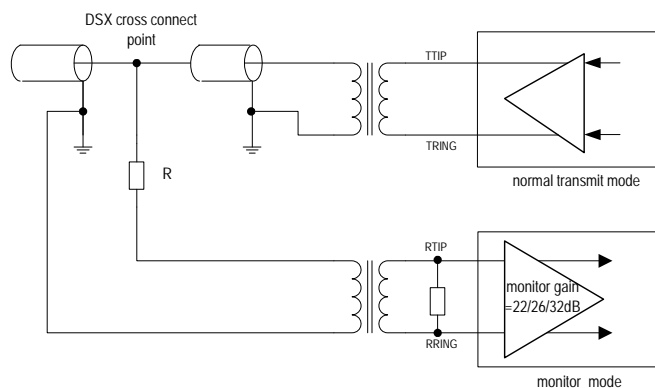 DSX cross connect
point
TTIP
TRING
normal transmit mode
R
RTIP
monitor gain
=22/26/32dB
RRING
monitor mode